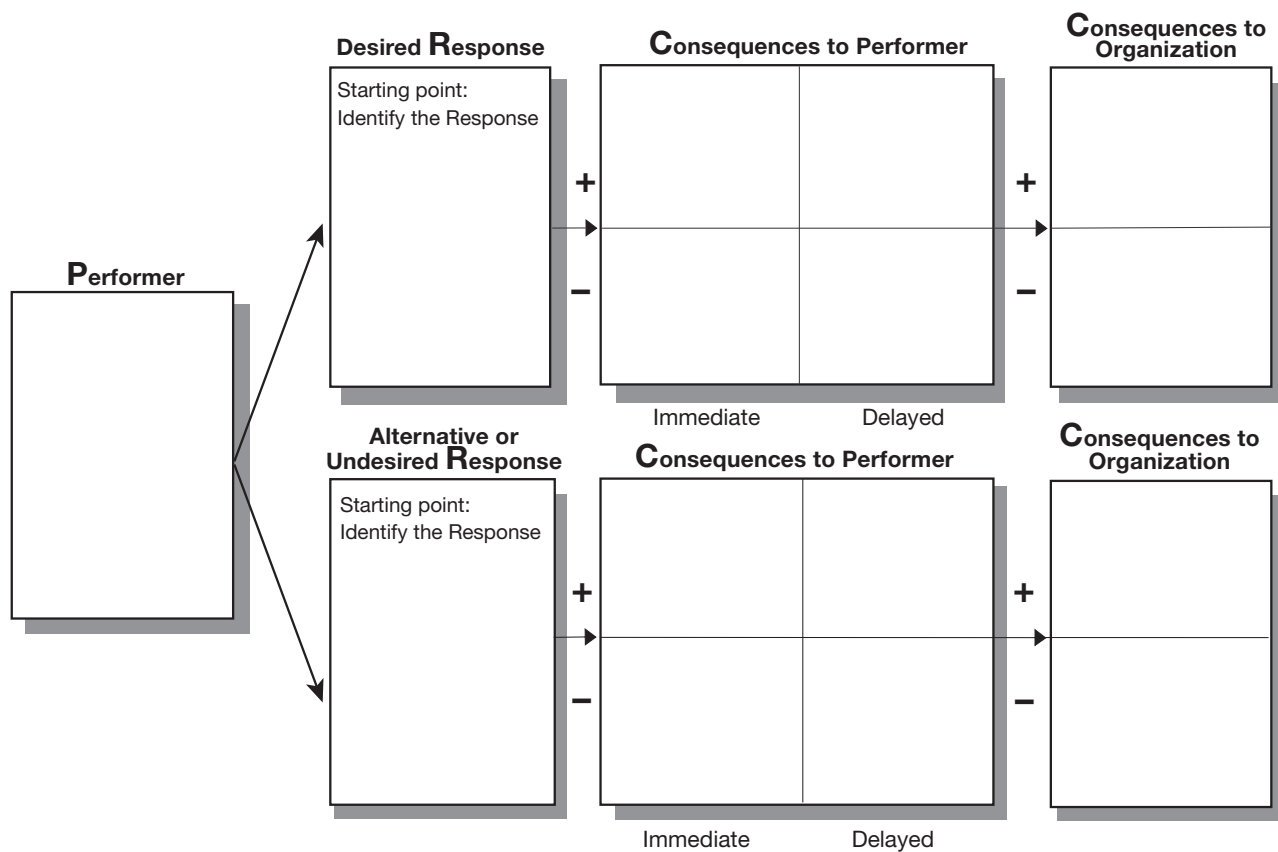 Desired Response
Consequences to Performer
Consequences to
Organization
Starting point:
Identify the Response
+
−
+
−
Performer
Immediate
Delayed
Alternative or
Undesired Response
Consequences to Performer
Consequences to
Organization
Starting point:
Identify the Response
+
−
+
−
Immediate
Delayed